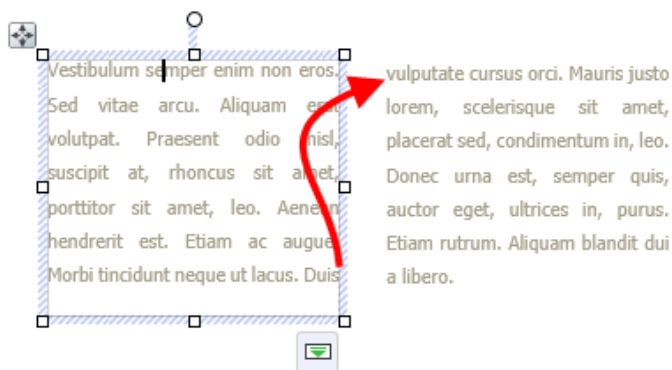 Vestibulum semper enim non eros.
Sed vitae arcu. Aliquam erat
volutpat. Praesent odio nisl,
suscipit at, rhoncus sit amet,
porttitor sit amet, leo. Aenean
hendrerit est. Etiam ac augue.
Morbi tincidunt neque ut lacus. Duis
vulputate cursus orci. Mauris justo
lorem, scelerisque sit amet,
placerat sed, condimentum in, leo.
Donec urna est, semper quis,
auctor eget, ultrices in, purus.
Etiam rutrum. Aliquam blandit dui
a libero.